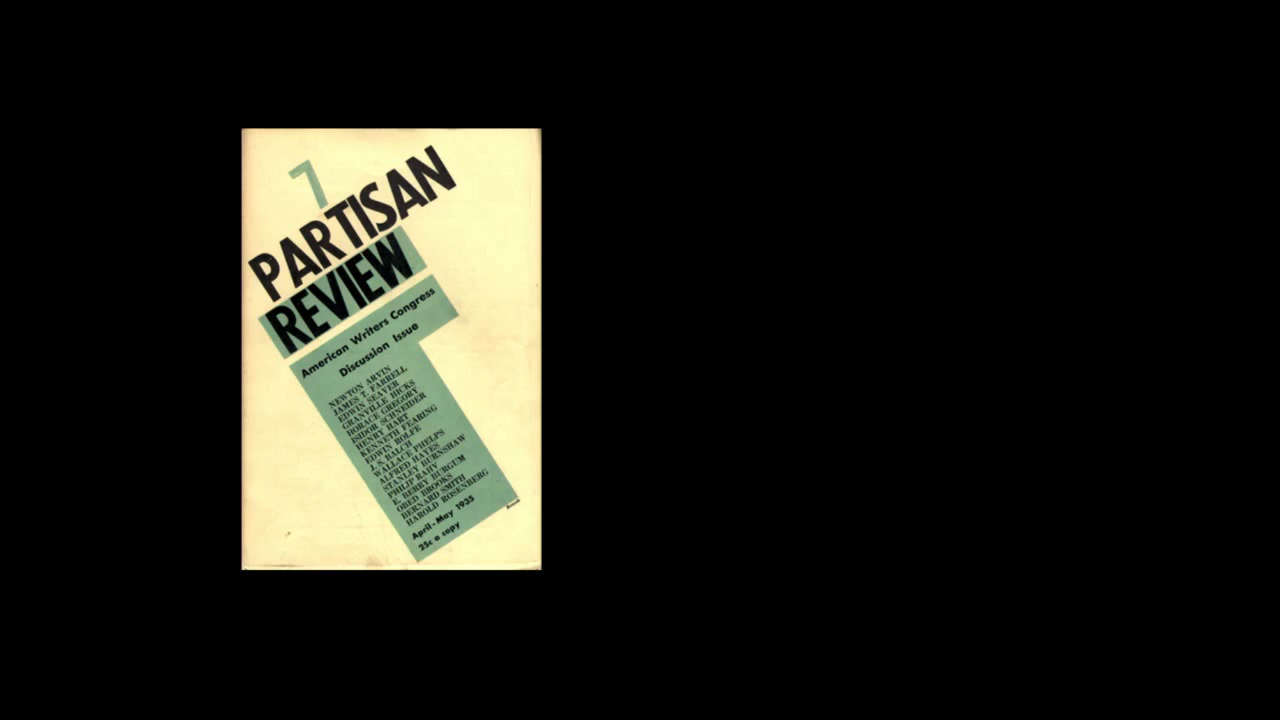 7
PARTISAN
REVIEW
American Writers Congress
Discussion Issue
NEWTON ARVIN
JAMES T. FARRELL
EDWIN SEAVER
GRANVILLE HICKS
HORACE GREGORY
ISIDOR SCHNEIDER
HENRY HART
KENNETH FEARING
EDWIN ROLFE
J. S. BALCH
WALLACE PHELPS
ALFRED HAYES
STANLEY BURNSHAW
PHILIP RAHV
E. BERRY BURGUM
OBED BROOKS
BERNARD SMITH
HAROLD ROSENBERG
April-May 1935
25c a copy